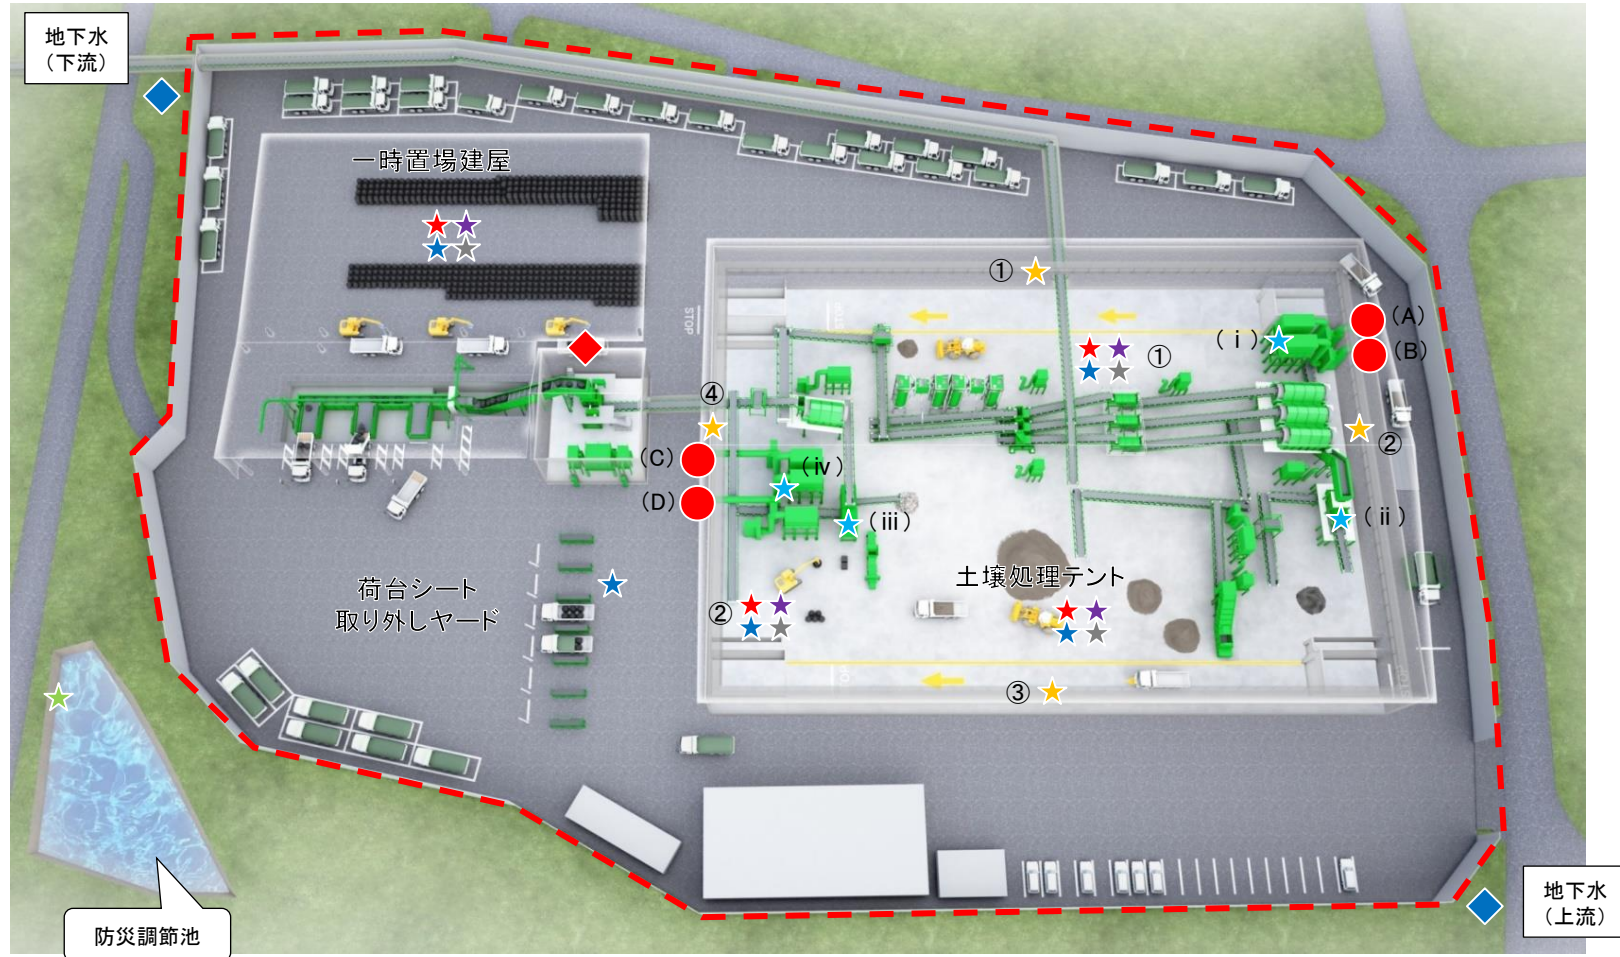 地下水
（下流）
一時置場建屋
①
STOP
（A）
（i）
（B）
①
④
②
（C）
（iv）
（D）
（iii）
（ii）
土壌処理テント
荷台シート
取り外しヤード
②
③
地下水
（上流）
防災調節池